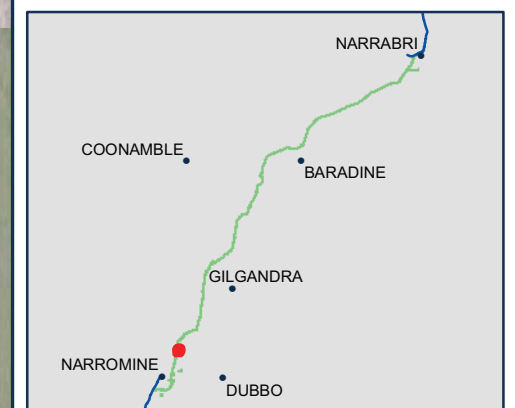 NARRABRI
COONAMBLE
BARADINE
GILGANDRA
NARROMINE
DUBBO